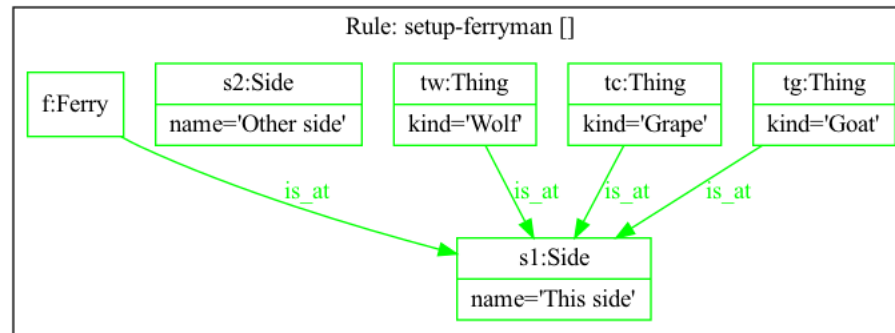 Rule: setup-ferryman []
f:Ferry
s2:Side
name='Other side'
tw:Thing
kind='Wolf'
tc:Thing
kind='Grape'
tg:Thing
kind='Goat'
is_at
is_at
is_at
is_at
s1:Side
name='This side'